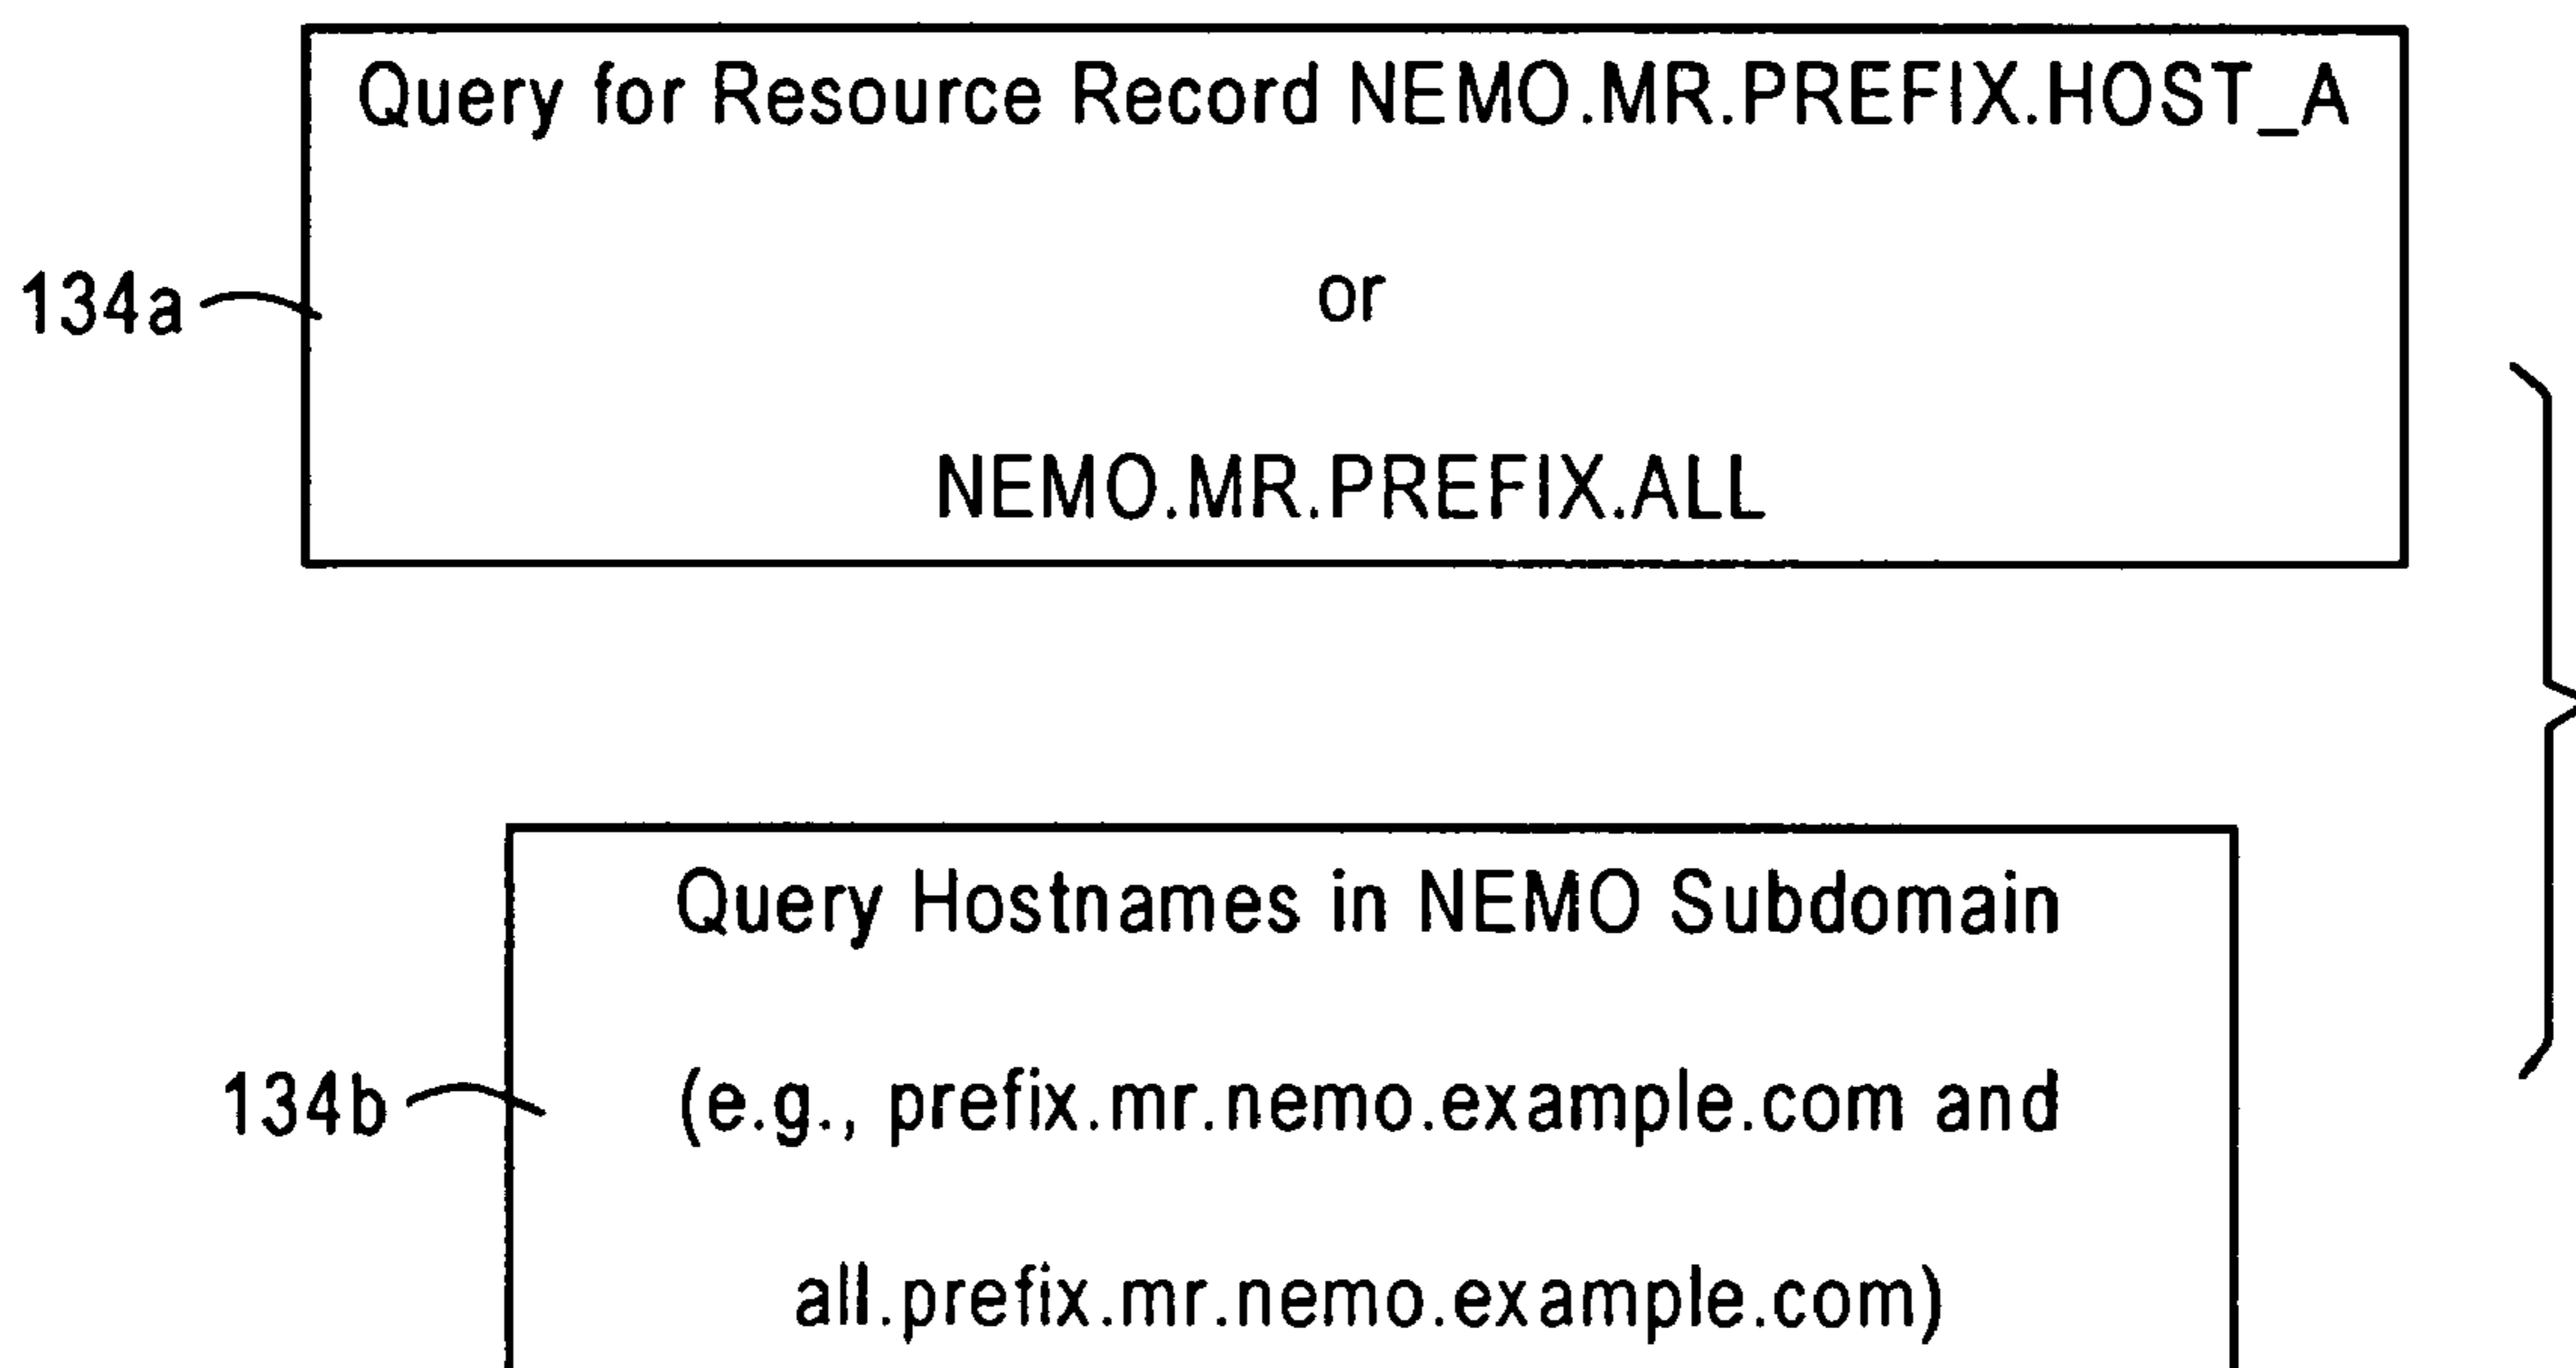 Query for Resource Record NEMO.MR.PREFIX.HOST_A
or
134a
NEMO.MR.PREFIX.ALL
Query Hostnames in NEMO Subdomain
134b
(e.g., prefix.mr.nemo.example.com and
all.prefix.mr.nemo.example.com)